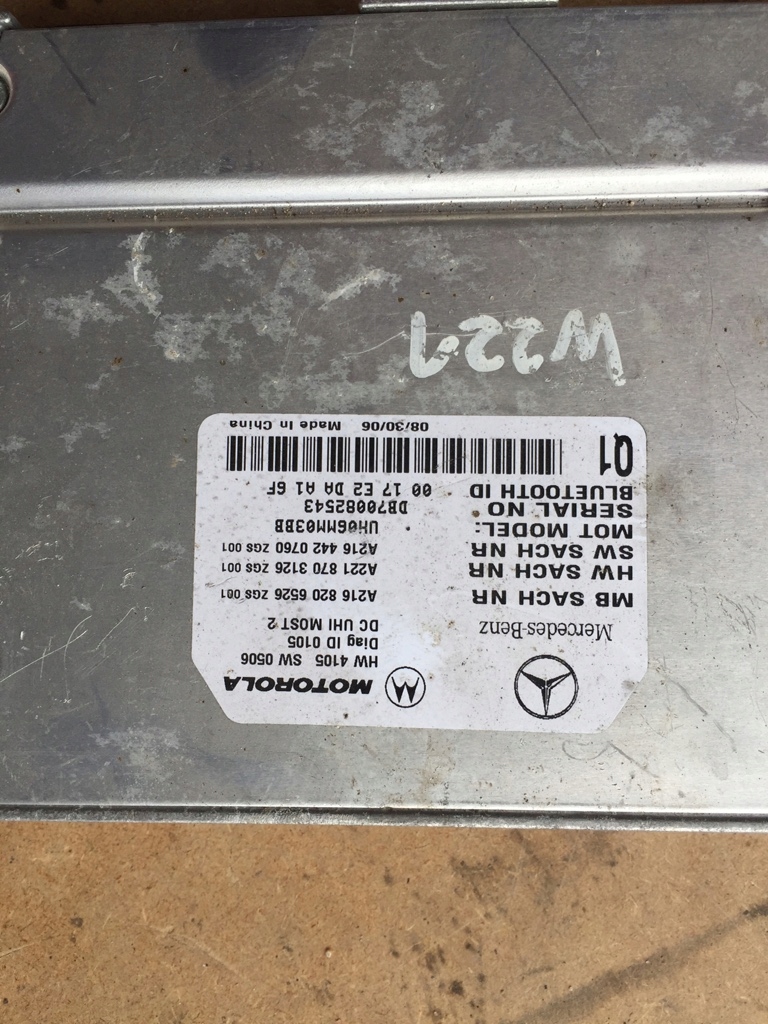 MOTOROLA
HW 4105 SW 0506
Diag ID 0105
DC UHI MOST 2
Mercedes-Benz
MB SACH NR A216 820 6526 ZGS 001
HW SACH NR A221 870 3126 ZGS 001
SW SACH NR A216 442 0760 ZGS 001
MOT MODEL: UH06MM03BB
SERIAL NO DB70082543
BLUETOOTH ID 00 17 E2 DA A1 6F
Q1
08/30/06 Made In China
W221